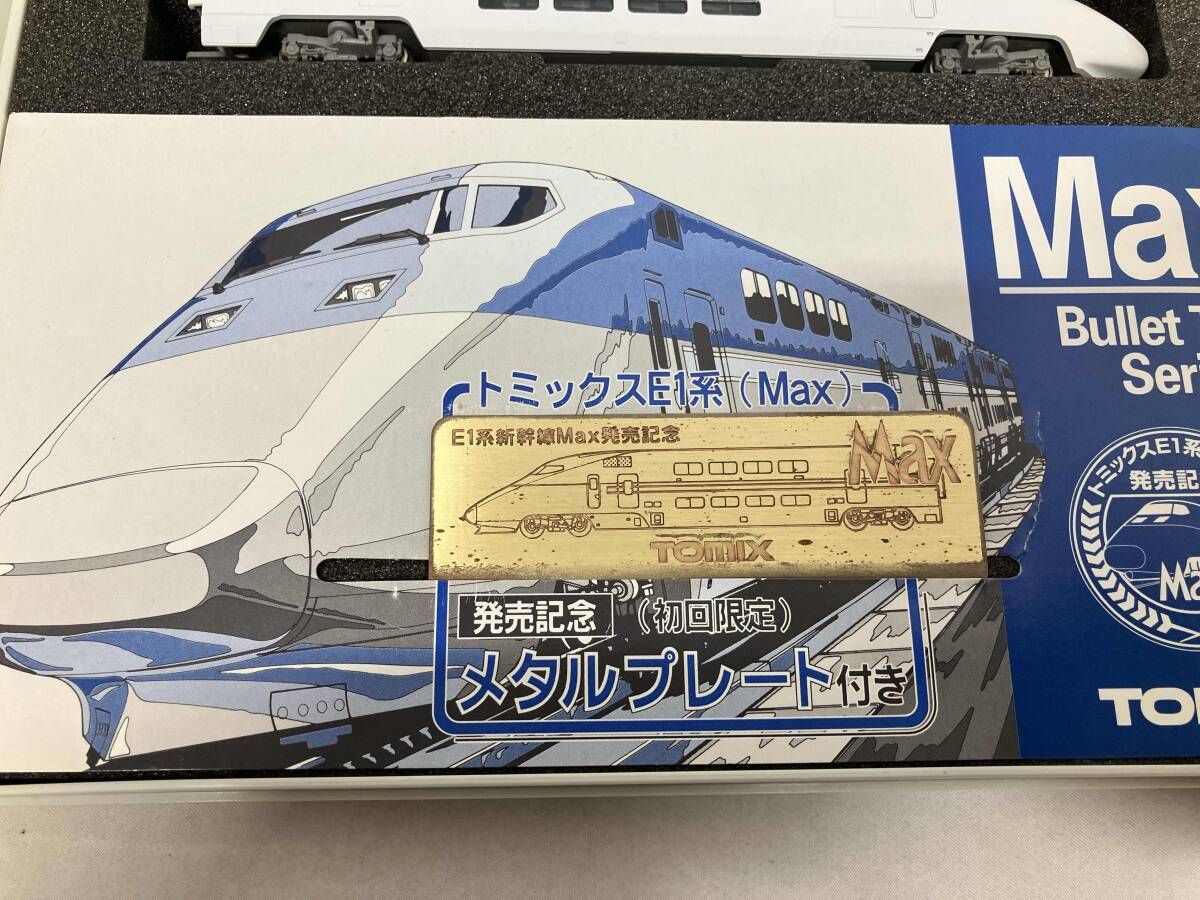 Max
Bullet
Seri
トミックスE1系(Max)
E1系新幹線Max発売記念
Max
TOMIX
発売記念 (初回限定)
メタルプレート付き
トミックスE1系
発売記
Ma
TO